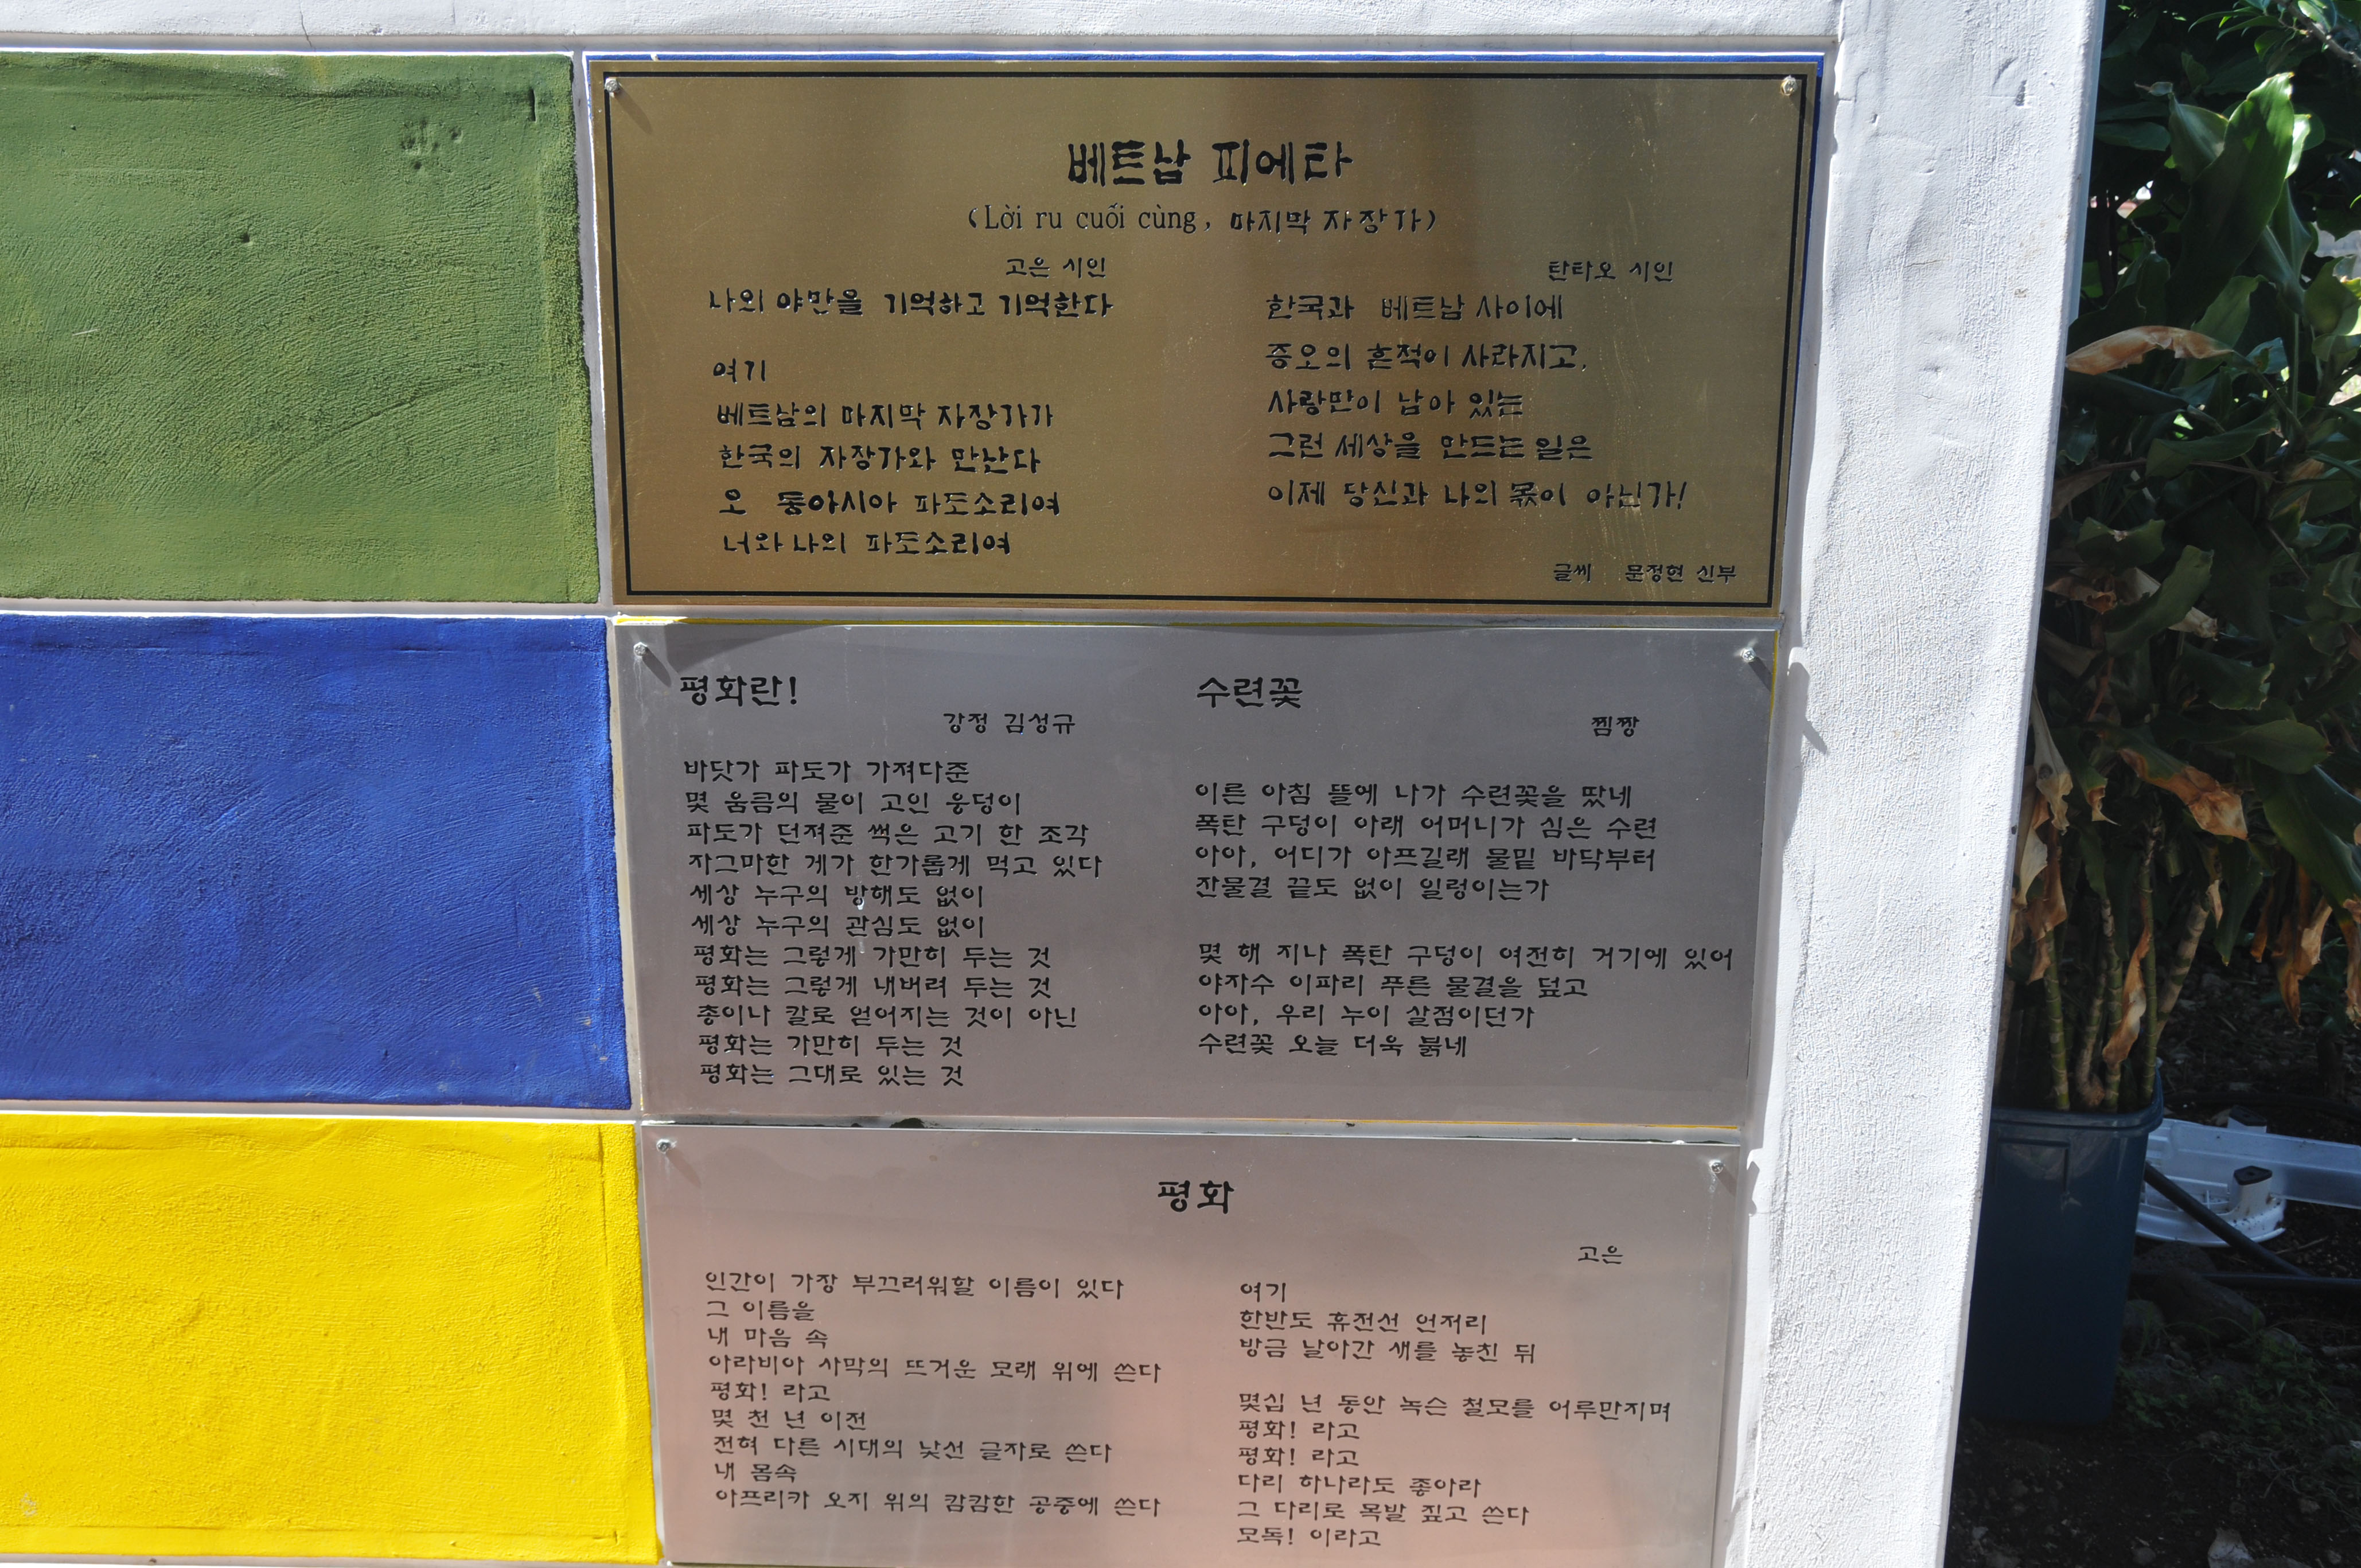 베트남 피에타
(Lời ru cuối cùng, 마지막 자장가)
고은 시인
나의 야만을 기억하고 기억한다
여기
베트남의 마지막 자장가가
한국의 자장가와 만난다
오 동아시아 파도소리여
너와 나의 파도소리여
탄타오 시인
한국과 베트남 사이에
증오의 흔적이 사라지고,
사랑만이 남아 있는
그런 세상을 만드는 일은
이제 당신과 나의 몫이 아닌가!
글씨 문정현 신부
평화란!
강정 김성규
바닷가 파도가 가져다준
몇 움큼의 물이 고인 웅덩이
파도가 던져준 썩은 고기 한 조각
자그마한 게가 한가롭게 먹고 있다
세상 누구의 방해도 없이
세상 누구의 관심도 없이
평화는 그렇게 가만히 두는 것
평화는 그렇게 내버려 두는 것
총이나 칼로 얻어지는 것이 아닌
평화는 가만히 두는 것
평화는 그대로 있는 것
수련꽃
찜짱
이른 아침 뜰에 나가 수련꽃을 땄네
폭탄 구덩이 아래 어머니가 심은 수련
아아, 어디가 아프길래 물밑 바닥부터
잔물결 끝도 없이 일렁이는가
몇 해 지나 폭탄 구덩이 여전히 거기에 있어
야자수 이파리 푸른 물결을 덮고
아아, 우리 누이 살점이던가
수련꽃 오늘 더욱 붉네
평화
고은
인간이 가장 부끄러워할 이름이 있다
그 이름을
내 마음 속
아라비아 사막의 뜨거운 모래 위에 쓴다
평화! 라고
몇 천 년 이전
전혀 다른 시대의 낯선 글자로 쓴다
내 몸속
아프리카 오지 위의 캄캄한 공중에 쓴다
여기
한반도 휴전선 언저리
방금 날아간 새를 놓친 뒤
몇십 년 동안 녹슨 철모를 어루만지며
평화! 라고
평화! 라고
다리 하나라도 좋아라
그 다리로 목발 짚고 쓴다
모독! 이라고